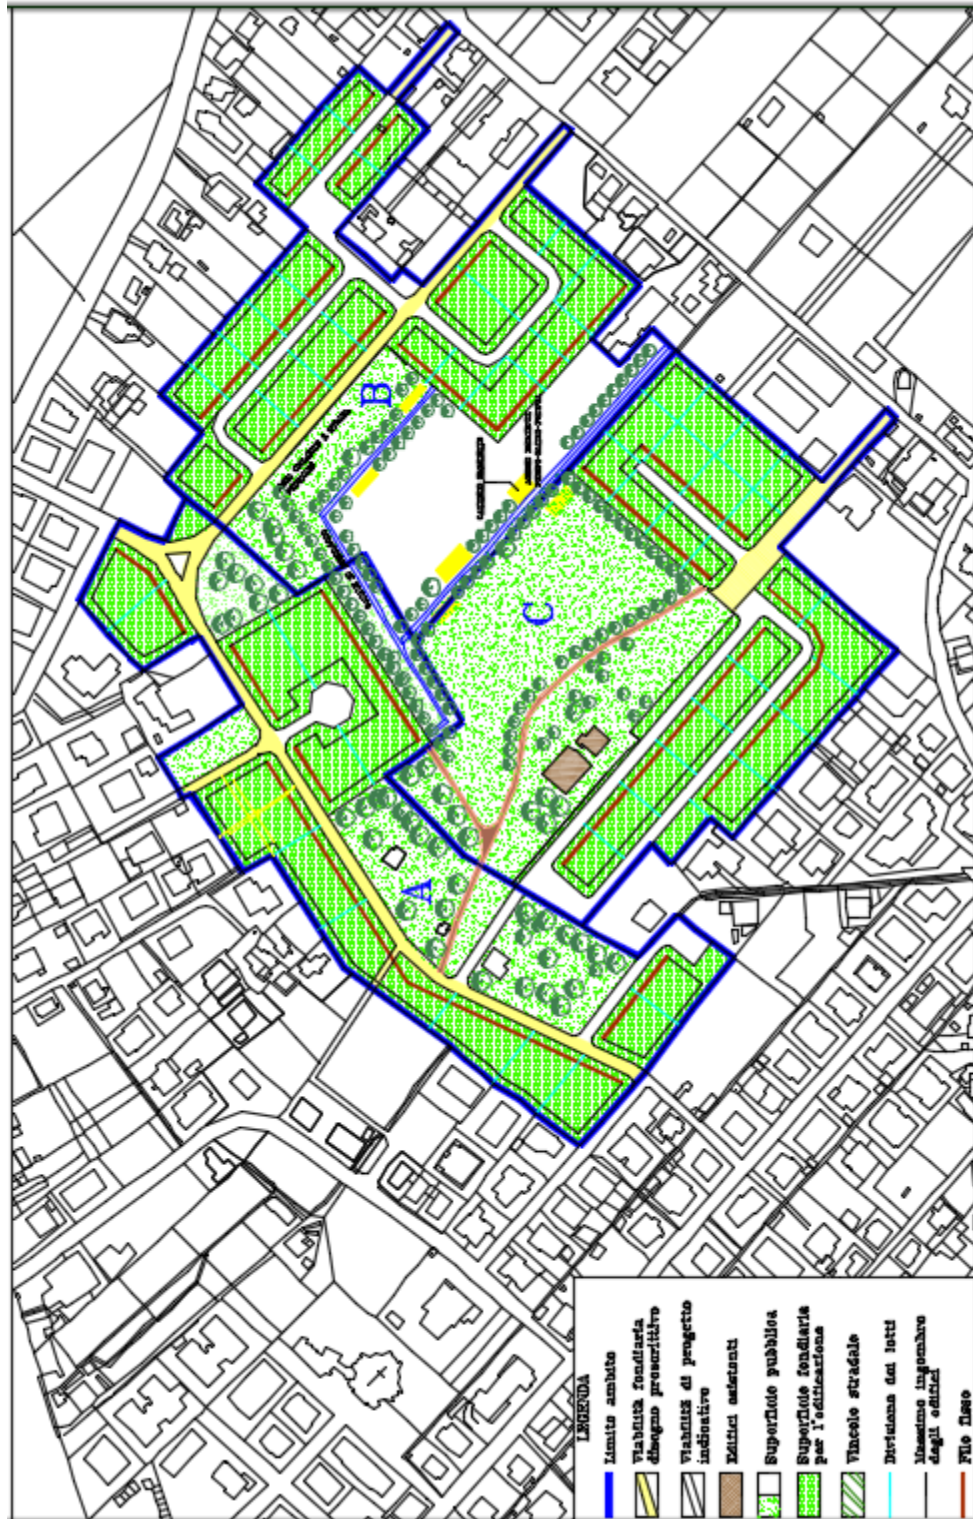 B
C
A
LEGENDA
Limite ambito
Viabilità fondiaria
disegno prescrittivo
Viabilità di progetto
indicativo
Edifici esistenti
Superficie pubblica
Superficie fondiaria
per l'edificazione
Vincolo stradale
Divisione dei lotti
Massimo ingombro
degli edifici
Filo fisso